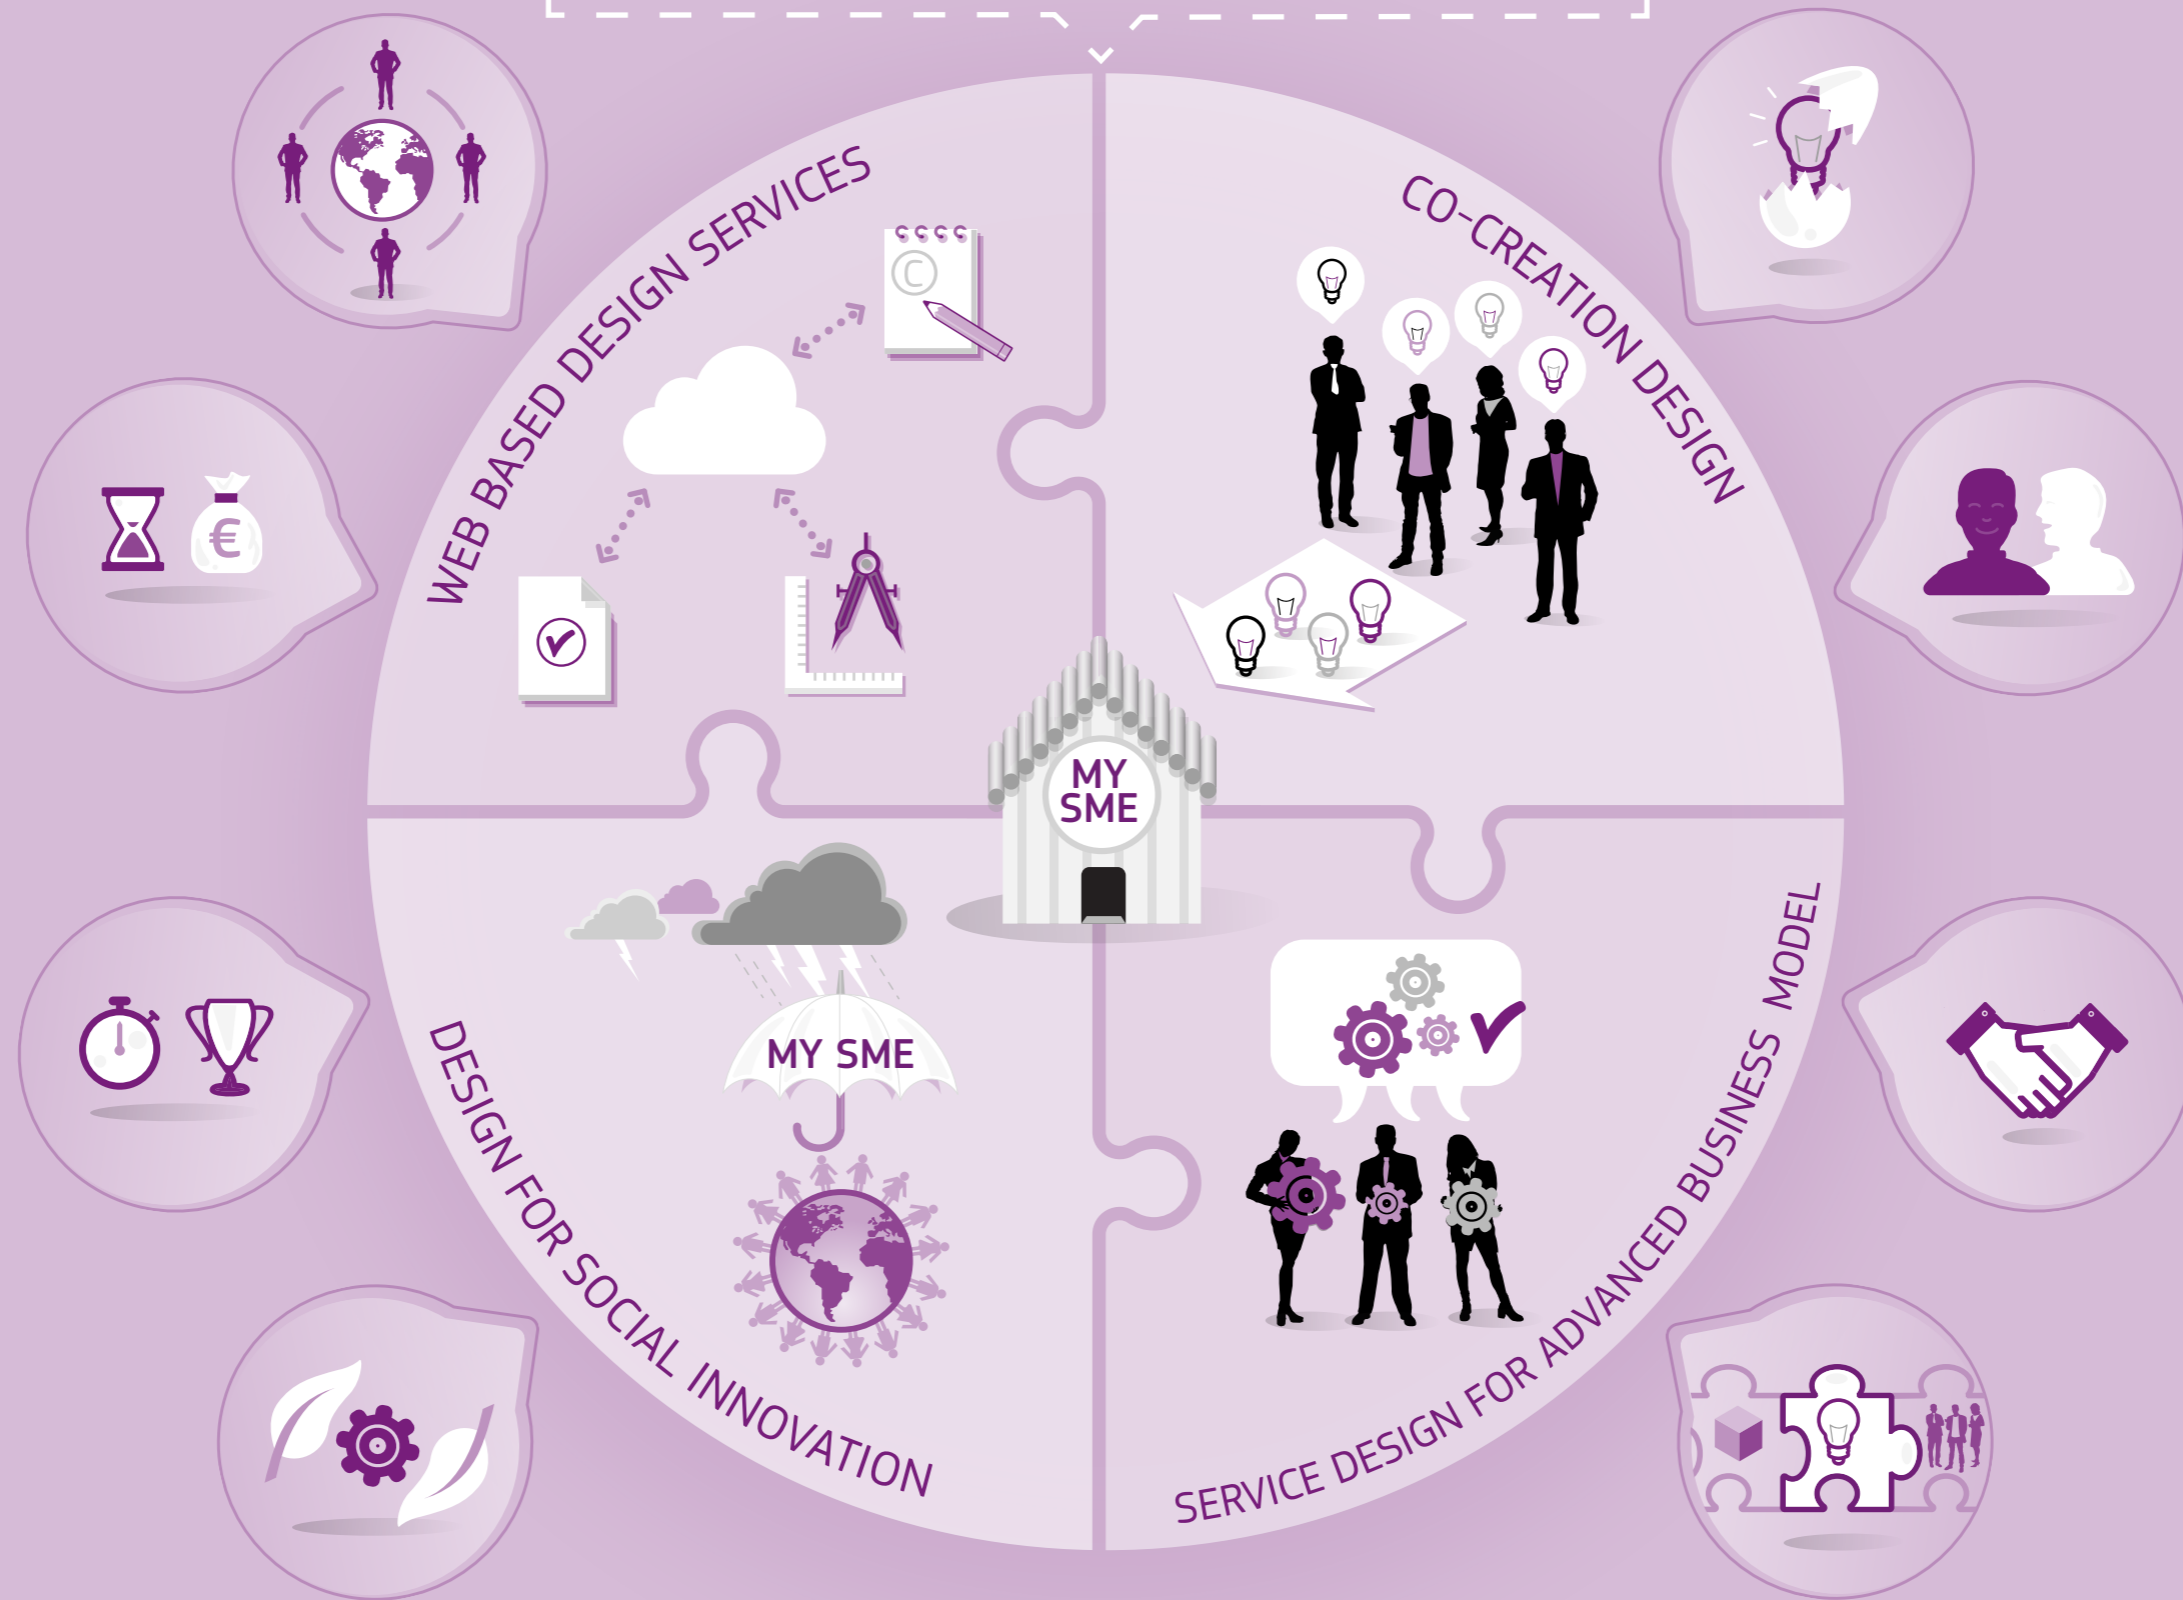 WEB BASED DESIGN SERVICES
CO-CREATION DESIGN
©
€
MY
SME
MY SME
DESIGN FOR SOCIAL INNOVATION
SERVICE DESIGN FOR ADVANCED BUSINESS MODEL